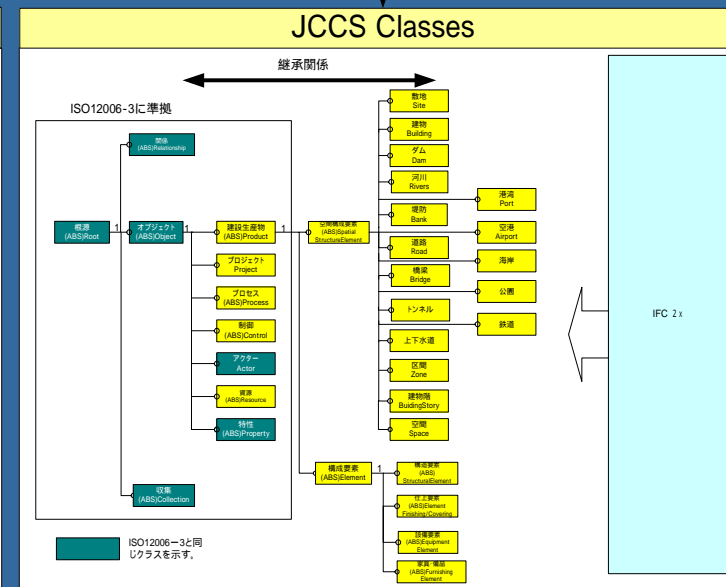 JCCS Classes
継承関係
ISO12006-3に準拠
関係
(ABS)Relationship
根源
(ABS)Root
1
オブジェクト
(ABS)Object
1
建設生産物
(ABS)Product
1
プロジェクト
Project
プロセス
(ABS)Process
制御
(ABS)Control
アクター
Actor
資源
(ABS)Resource
特性
(ABS)Property
収集
(ABS)Collection
ISO12006ー3と同
じクラスを示す。
空間構成要素
(ABS)Spatial
StructureElement
敷地
Site
建物
Building
ダム
Dam
河川
Rivers
堤防
Bank
道路
Road
橋梁
Bridge
トンネル
上下水道
区間
Zone
建物階
BuidingStory
空間
Space
港湾
Port
空港
Airport
海岸
公園
鉄道
構成要素
(ABS)Element
1
構造要素
(ABS)
StructuralElement
仕上要素
(ABS)Element
Finishing/Covering
設備要素
(ABS)Equipment
Element
家具・備品
(ABS)Furnishing
Element
IFC 2x